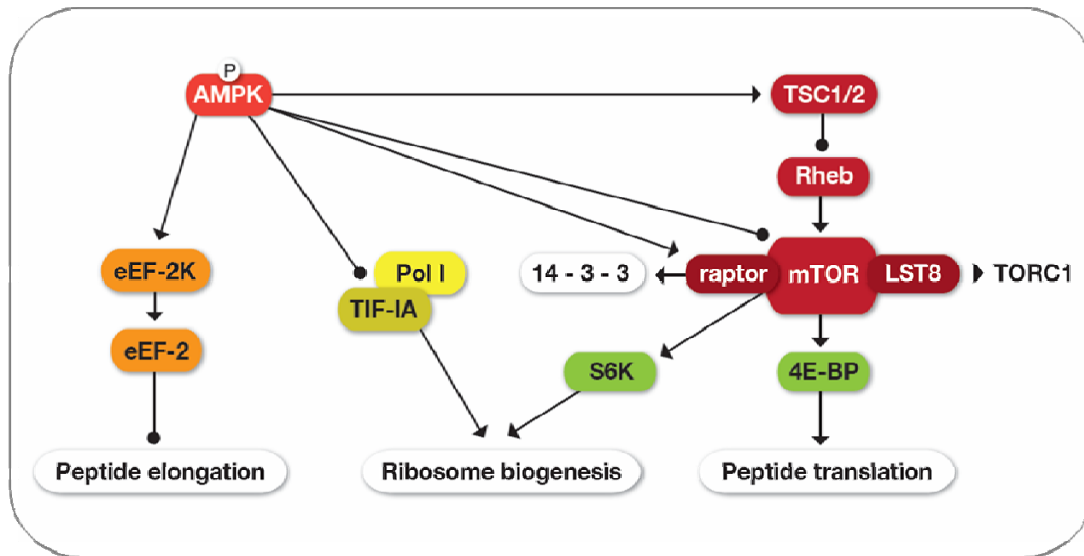 P
AMPK
TSC1/2
Rheb
eEF-2K
Pol I
14 - 3 - 3
raptor
mTOR
LST8
TORC1
TIF-IA
eEF-2
S6K
4E-BP
Peptide elongation
Ribosome biogenesis
Peptide translation